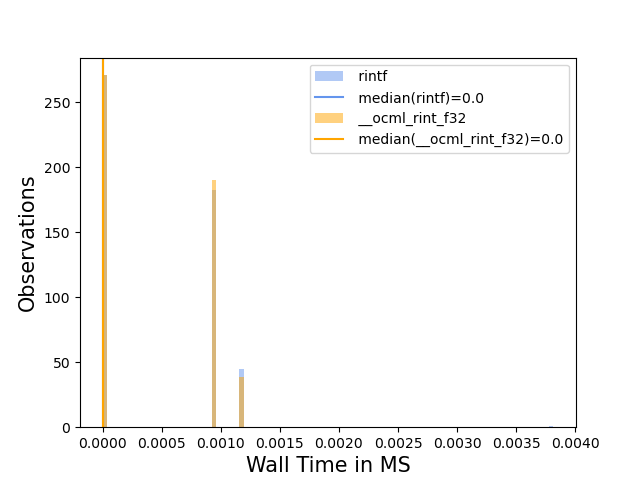 rintf
median(rintf)=0.0
__ocml_rint_f32
median(__ocml_rint_f32)=0.0
Observations
250
200
150
100
50
0
0.0000 0.0005 0.0010 0.0015 0.0020 0.0025 0.0030 0.0035 0.0040
Wall Time in MS